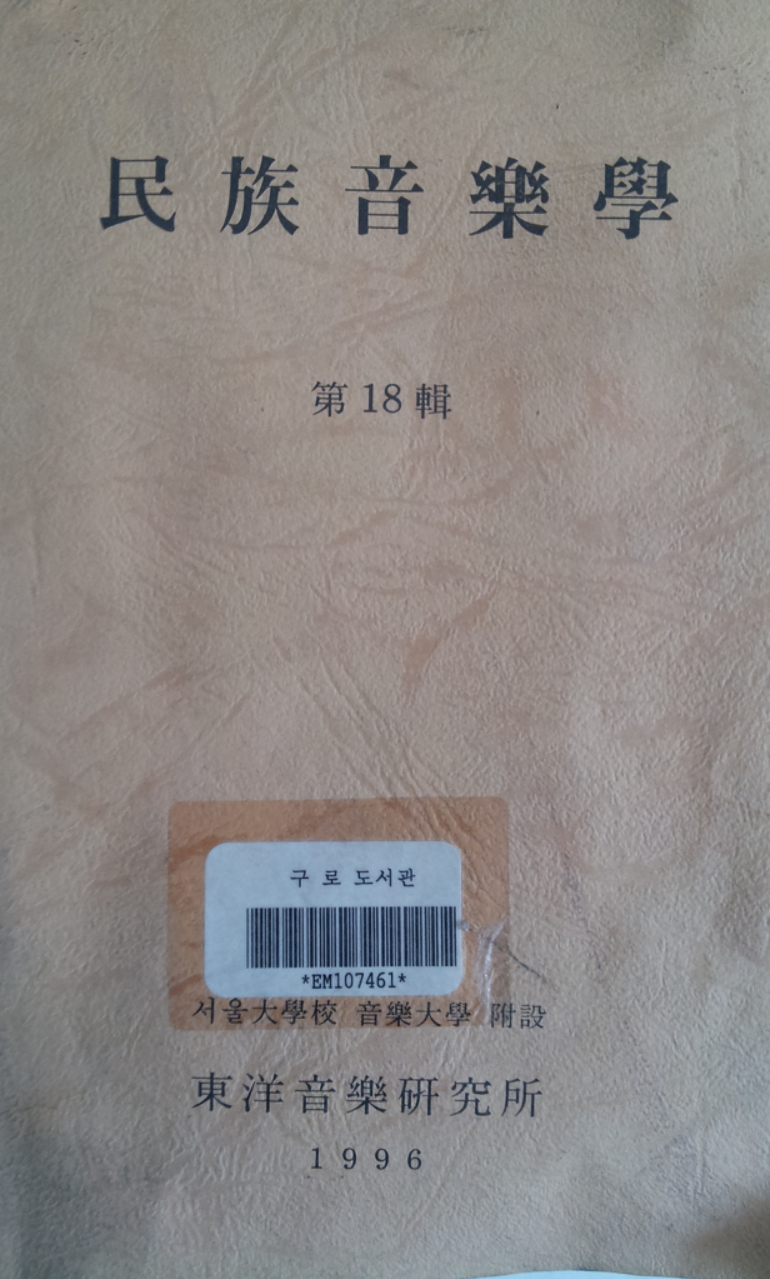 民族音樂學
第 18 輯
구 로 도서관
*EM107461*
서울大學校 音樂大學 附設
東洋音樂硏究所
1996